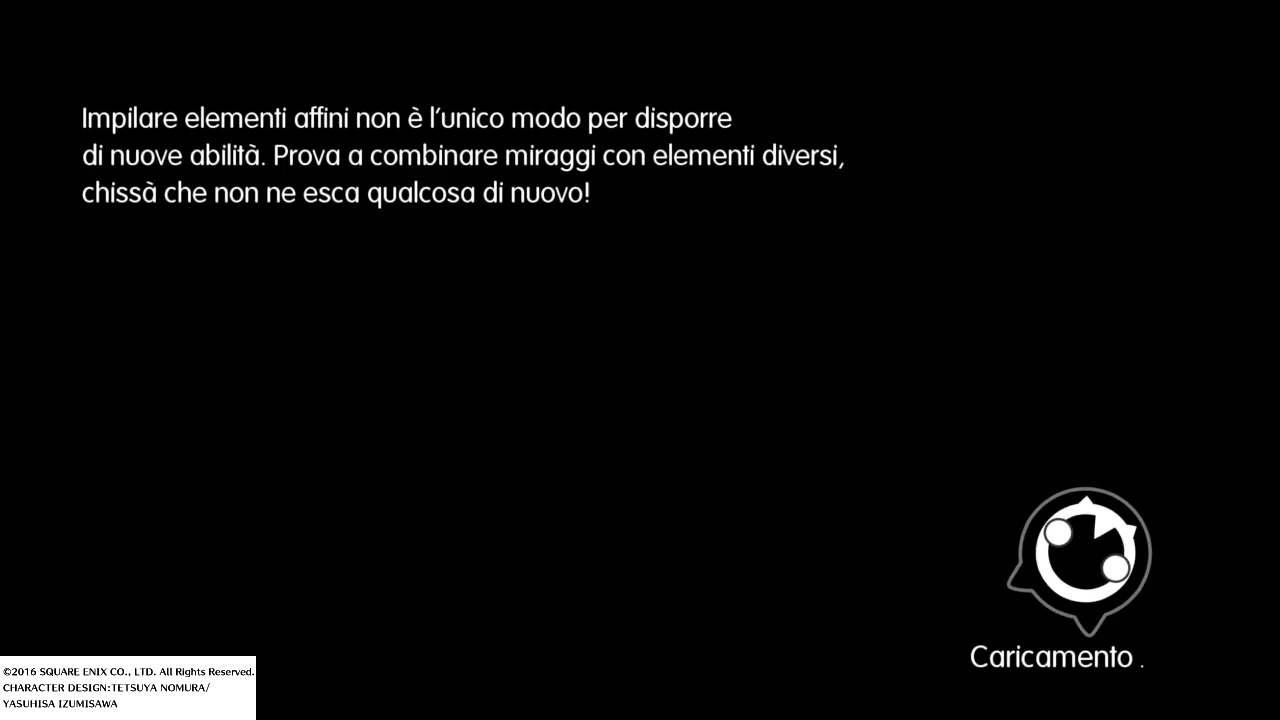 Impilare elementi affini non è l'unico modo per disporre
di nuove abilità. Prova a combinare miraggi con elementi diversi,
chissà che non ne esca qualcosa di nuovo!
Caricamento .
©2016 SQUARE ENIX CO., LTD. All Rights Reserved.
CHARACTER DESIGN:TETSUYA NOMURA/
YASUHISA IZUMISAWA